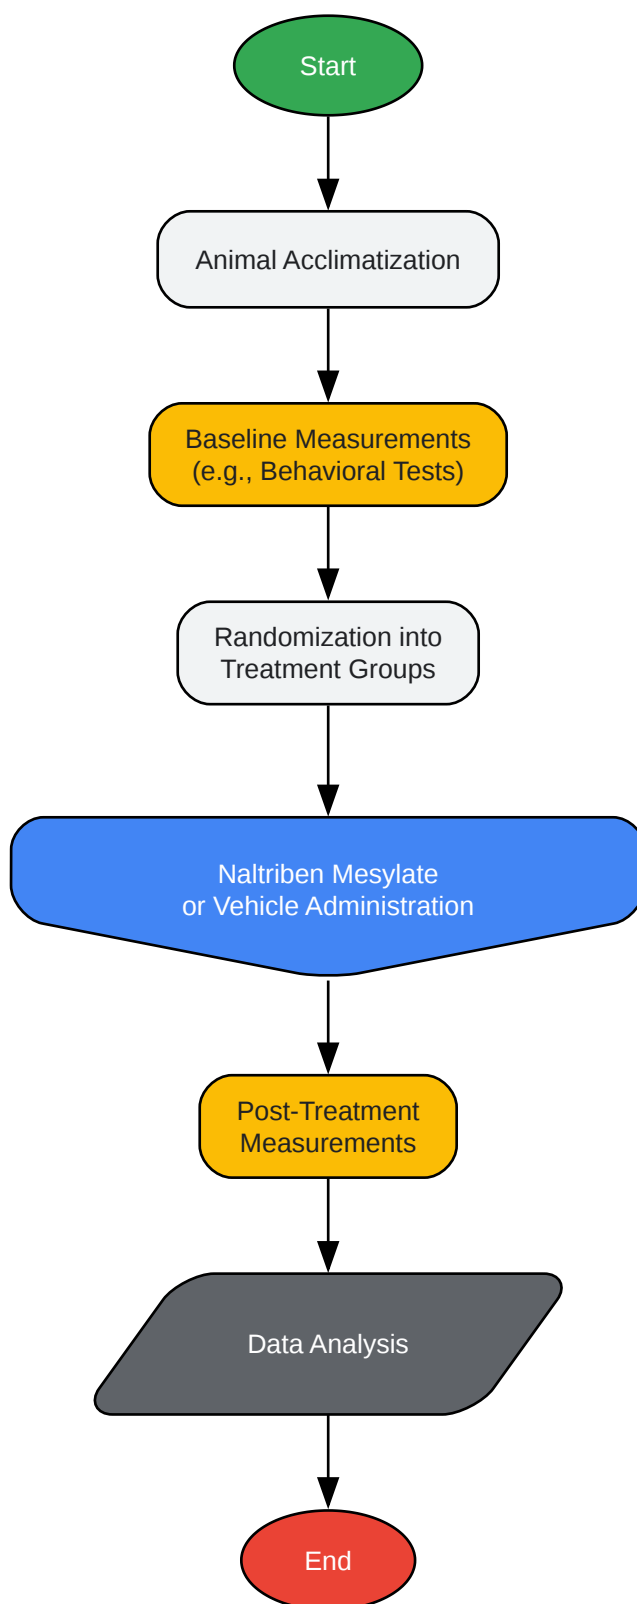 Start
Animal Acclimatization
Baseline Measurements
(e.g., Behavioral Tests)
Randomization into
Treatment Groups
Naltriben Mesylate
or Vehicle Administration
Post-Treatment
Measurements
Data Analysis
End